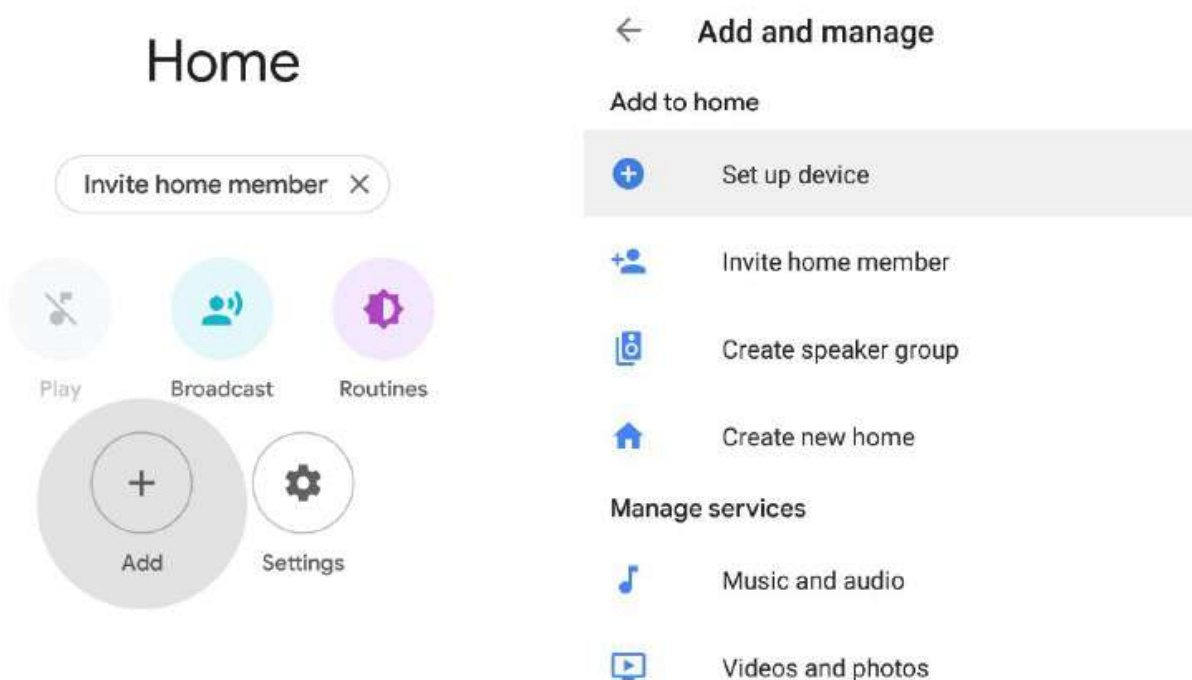 Home
Invite home member
Play
Broadcast
Routines
Add
Settings
Add and manage
Add to home
Set up device
Invite home member
Create speaker group
Create new home
Manage services
Music and audio
Videos and photos